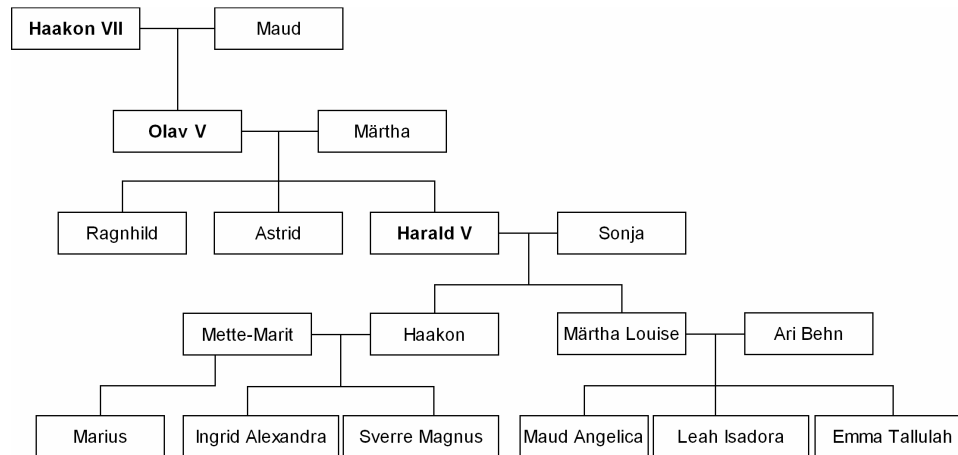 Haakon VII
Maud
Olav V
Märtha
Ragnhild
Astrid
Harald V
Sonja
Mette-Marit
Haakon
Märtha Louise
Ari Behn
Marius
Ingrid Alexandra
Sverre Magnus
Maud Angelica
Leah Isadora
Emma Tallulah